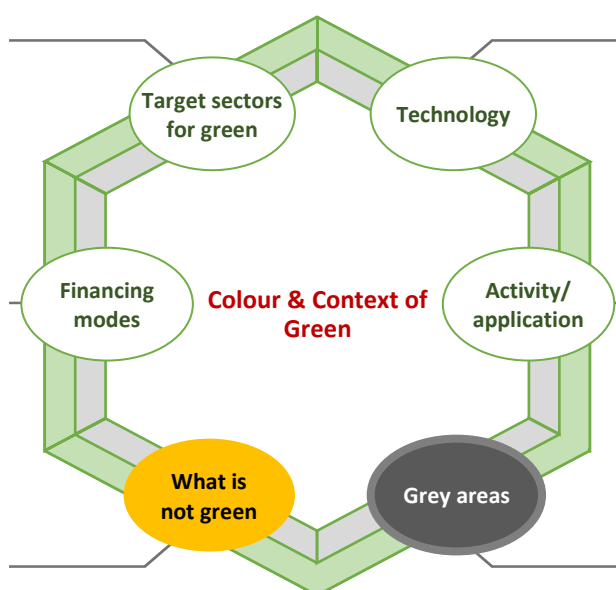 Target sectors
for green
Technology
Financing
modes
Colour & Context of
Green
Activity/
application
What is
not green
Grey areas